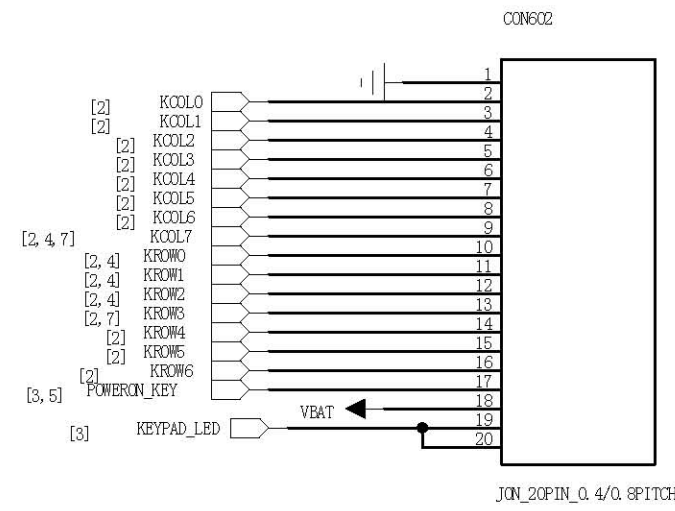 CON602
1
[2] KCOL0 2
[2] KCOL1 3
[2] KCOL2 4
[2] KCOL3 5
[2] KCOL4 6
[2] KCOL5 7
[2] KCOL6 8
[2,4,7] KCOL7 9
[2,4] KROW0 10
[2,4] KROW1 11
[2,4] KROW2 12
[2,7] KROW3 13
[2] KROW4 14
[2] KROW5 15
[2] KROW6 16
[3,5] POWERON_KEY 17
VBAT 18
[3] KEYPAD_LED 19
20
JCN_20PIN_0.4/0.8PITCH